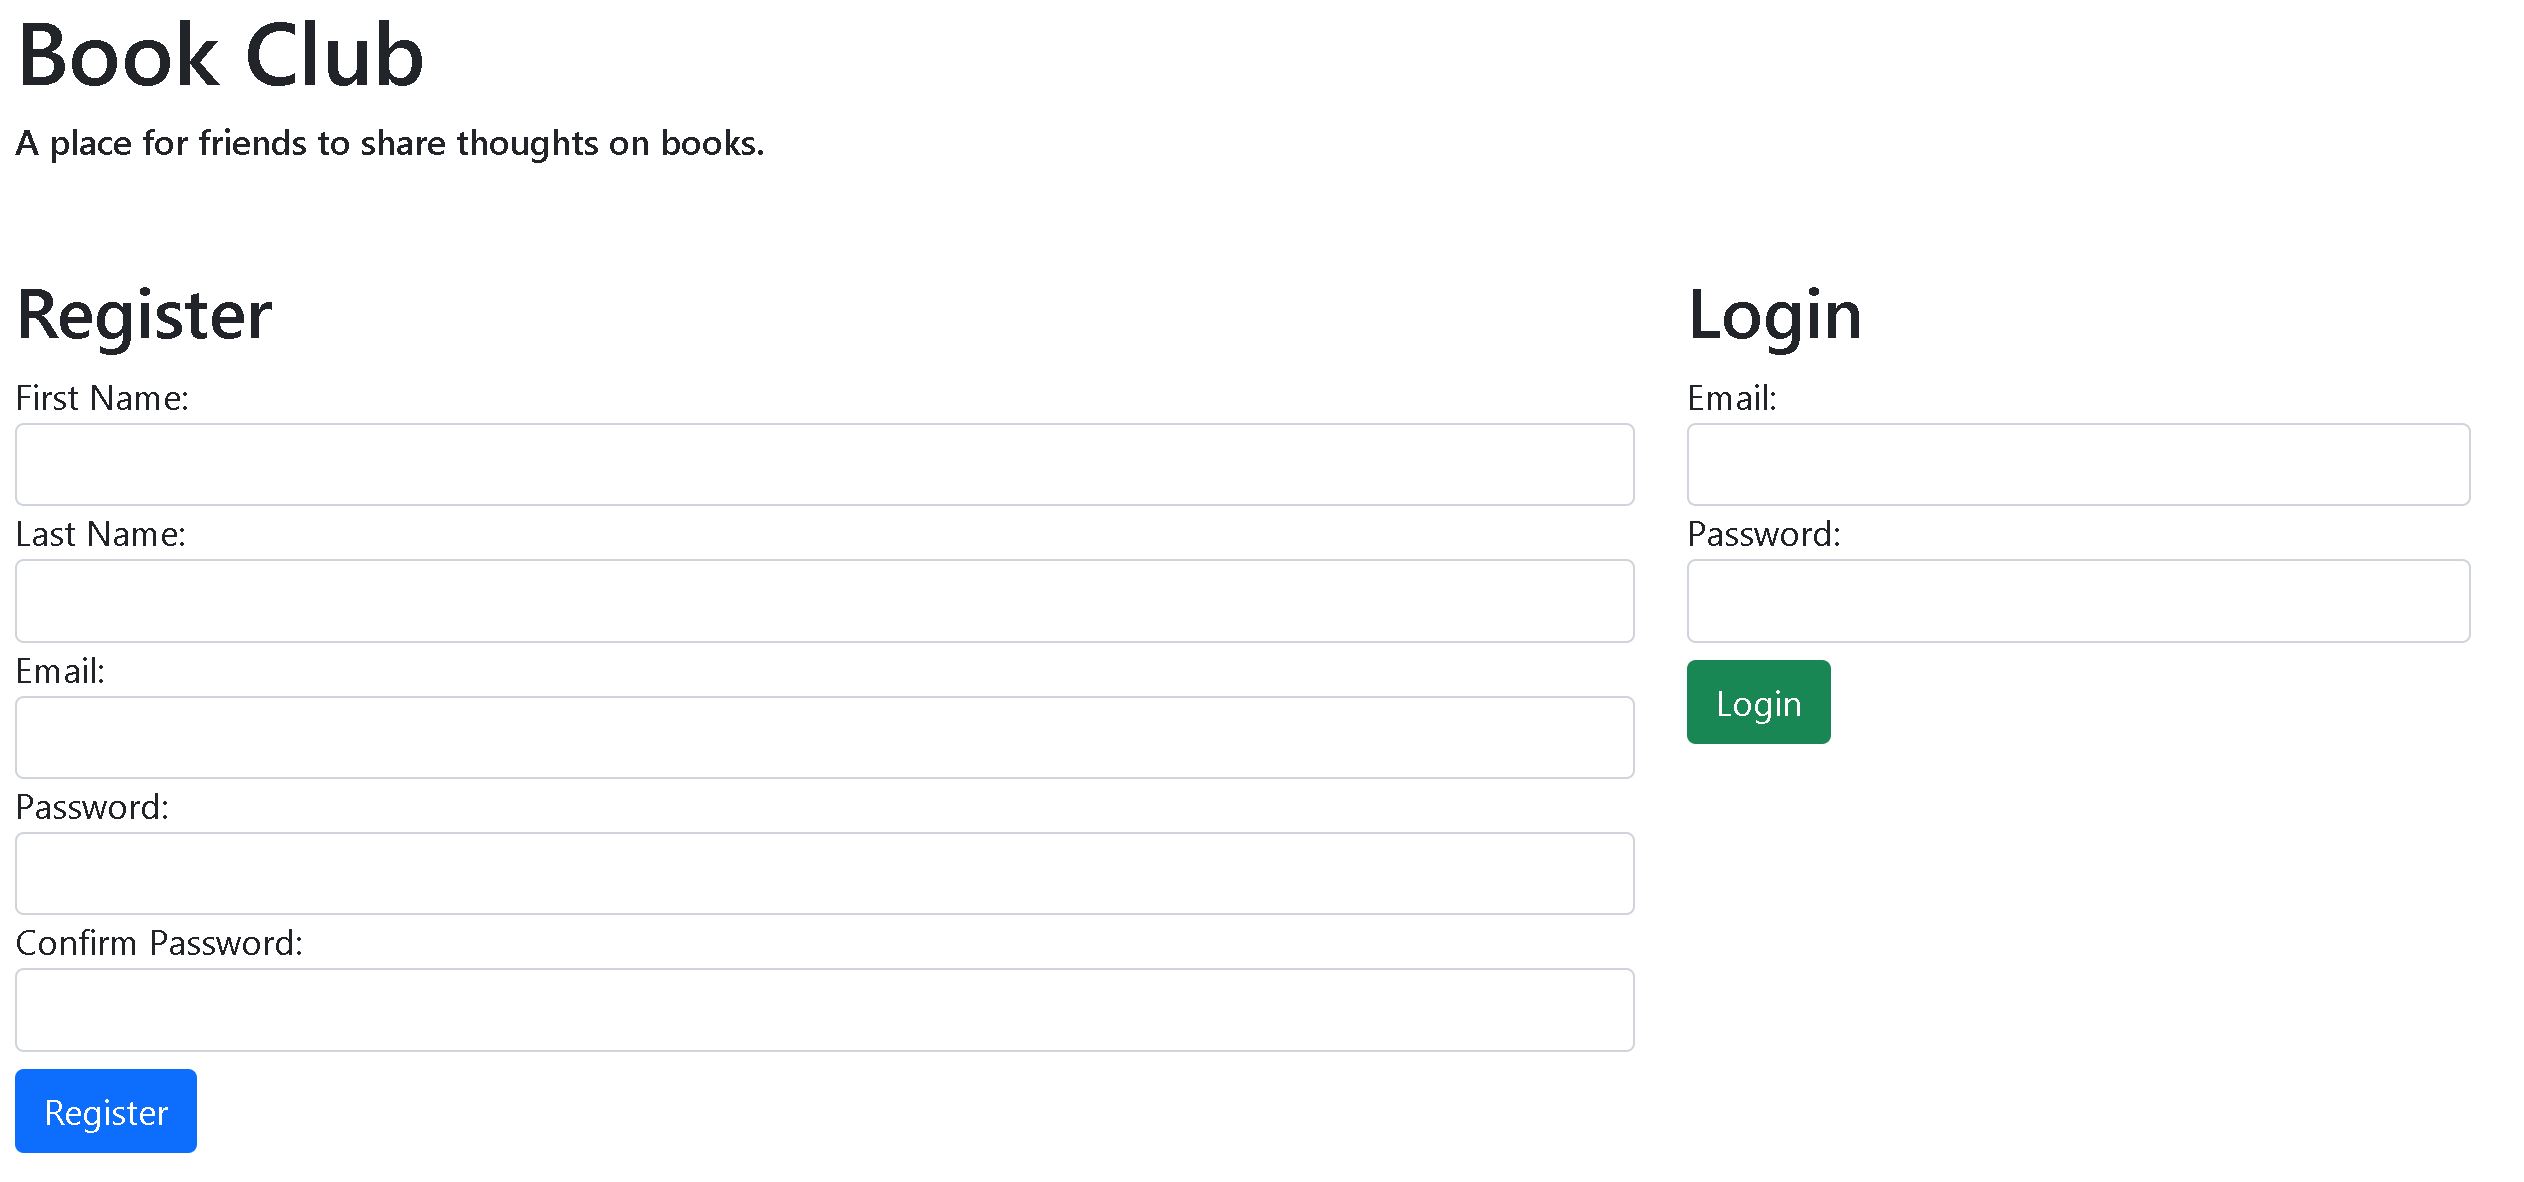 Book Club
A place for friends to share thoughts on books.
Register
First Name:
Last Name:
Email:
Password:
Confirm Password:
Register
Login
Email:
Password:
Login